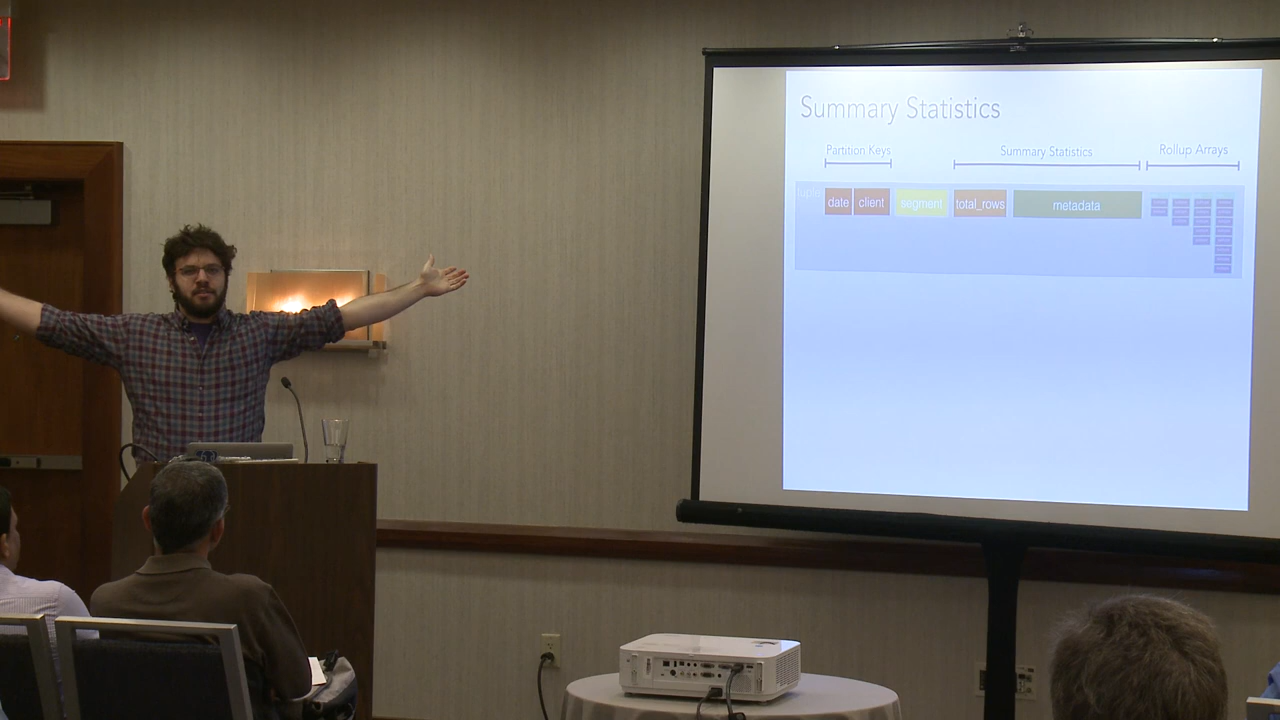 Summary Statistics
Partition Keys
Summary Statistics
Rollup Arrays
date
client
segment
total_rows
metadata